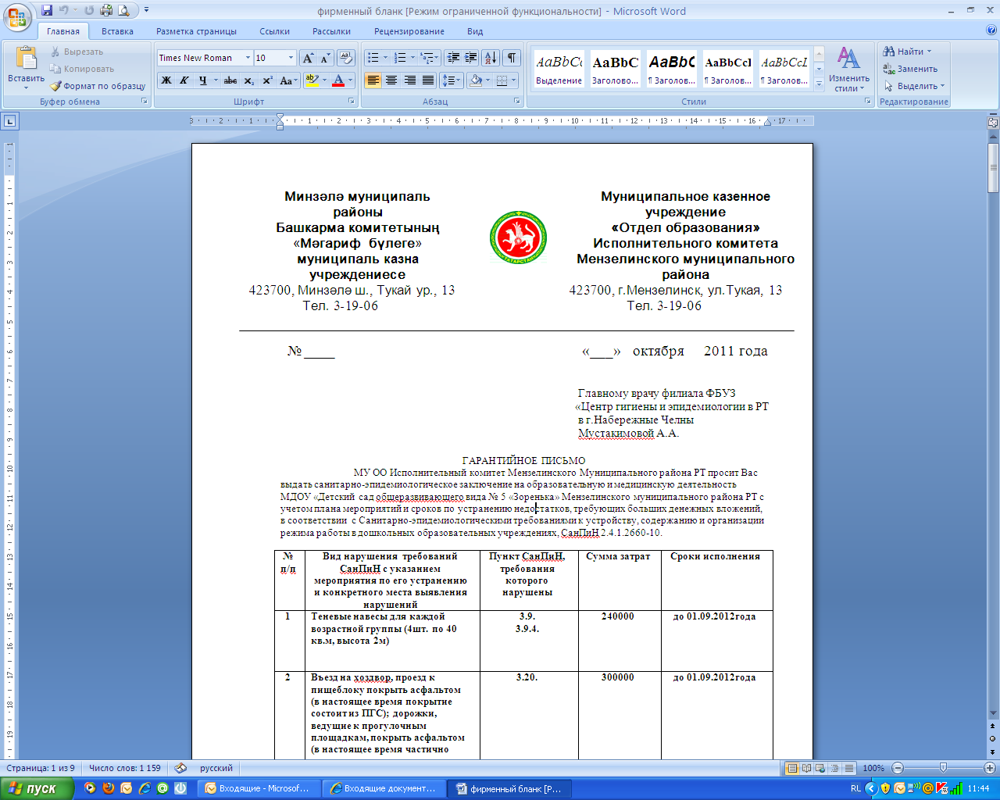 фирменный бланк [Режим ограниченной функциональности] - Microsoft Word
Главная Вставка Разметка страницы Ссылки Рассылки Рецензирование Вид
Вставить
Вырезать
Копировать
Формат по образцу
Буфер обмена
Times New Roman 10
Ж К Ч abc x₂ x² Aa
Шрифт
Абзац
AaBbCc AaBbC AaBbC AaBbCcI AaBbCcL
Выделение Заголово... ¶ Заголов... ¶ Заголов... ¶ Заголов...
Изменить стили
Стили
Найти
Заменить
Выделить
Редактирование
3 2 1 1 2 3 4 5 6 7 8 9 10 11 12 13 14 15 16 17
Минзәлә муниципаль
районы
Башкарма комитетының
«Мәгариф бүлеге»
муниципаль казна
учреждениесе
423700, Минзәлә ш., Тукай ур., 13
Тел. 3-19-06
ТАТАРСТАН
Муниципальное казенное
учреждение
«Отдел образования»
Исполнительного комитета
Мензелинского муниципального
района
423700, г.Мензелинск, ул.Тукая, 13
Тел. 3-19-06
№ ____ «___» октября 2011 года
Главному врачу филиала ФБУЗ
«Центр гигиены и эпидемиологии в РТ
в г.Набережные Челны
Мустакимовой А.А.
ГАРАНТИЙНОЕ ПИСЬМО
МУ ОО Исполнительный комитет Мензелинского Муниципального района РТ просит Вас
выдать санитарно-эпидемиологическое заключение на образовательную и медицинскую деятельность
МДОУ «Детский сад общеразвивающего вида № 5 «Зоренька» Мензелинского муниципального района РТ с
учетом плана мероприятий и сроков по устранению недостатков, требующих больших денежных вложений,
в соответствии с Санитарно-эпидемиологическими требованиями к устройству, содержанию и организации
режима работы в дошкольных образовательных учреждениях, СанПиН 2.4.1.2660-10.
№
п/п
Вид нарушения требований
СанПиН с указанием
мероприятия по его устранению
и конкретного места выявления
нарушений
Пункт СанПиН,
требования
которого
нарушены
Сумма затрат
Сроки исполнения
1
Теневые навесы для каждой
возрастной группы (4шт. по 40
кв.м, высота 2м)
3.9.
3.9.4.
240000
до 01.09.2012года
2
Въезд на хоздвор, проезд к
пищеблоку покрыть асфальтом
(в настоящее время покрытие
состоит из ПГС); дорожки,
ведущие к прогулочным
площадкам, покрыть асфальтом
(в настоящее время частично
3.20.
300000
до 01.09.2012года
Страница: 1 из 9 Число слов: 1 159 русский 100%
пуск Входящие - Microsof... Входящие документ... фирменный бланк [Р... RL 11:44